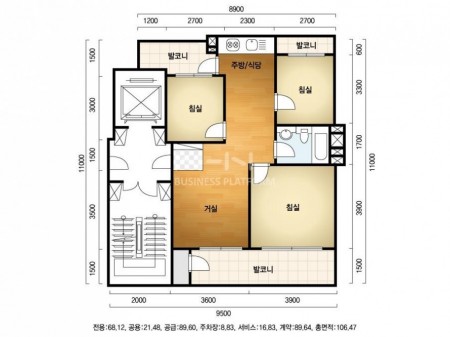 8900
1200 2700 2300 2700
1500 3000 1500 3900 1500
11000
600 3000 1500 3900 1500
11000
발코니
발코니
주방/식당
침실
침실
BUSINESS PLATFORM
거실
침실
발코니
2000 3600 3900
9500
전용:68,12, 공용:21,48, 공급:89,60, 주차장:8,83, 서비스:16,83, 계약:89,64, 총면적:106,47